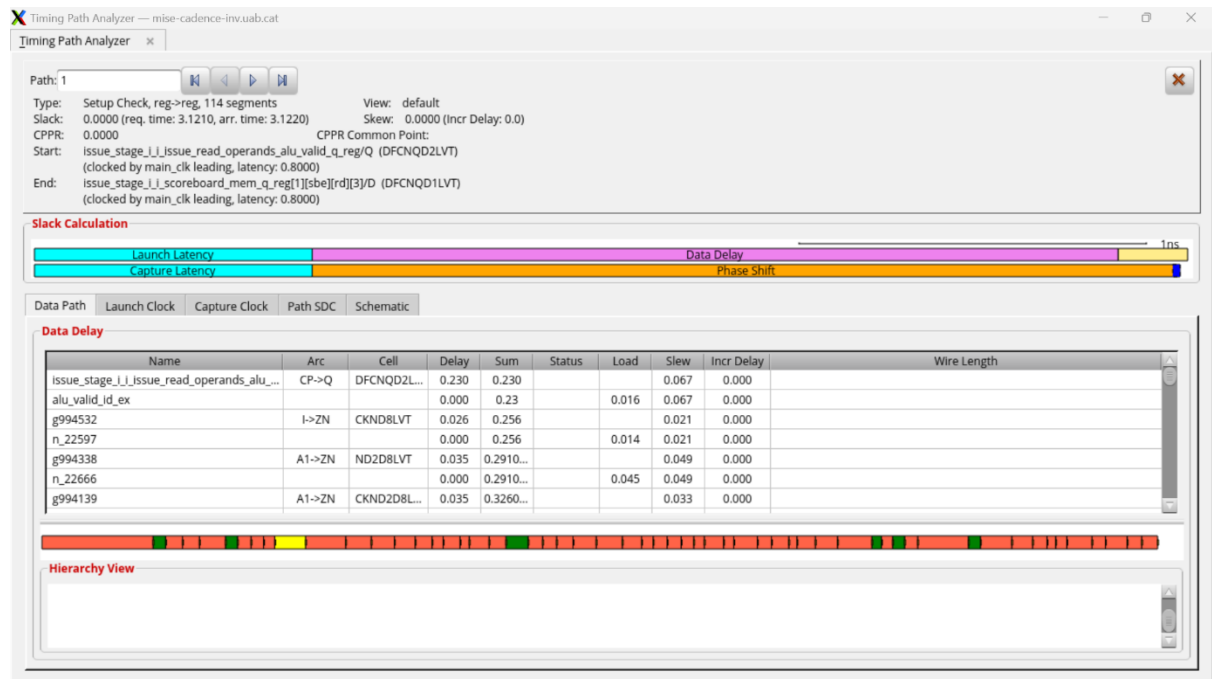 Timing Path Analyzer — mise-cadence-inv.uab.cat
Timing Path Analyzer
Path: 1
Type: Setup Check, reg->reg, 114 segments View: default
Slack: 0.0000 (req. time: 3.1210, arr. time: 3.1220) Skew: 0.0000 (Incr Delay: 0.0)
CPPR: 0.0000 CPPR Common Point:
Start: issue_stage_i_i_issue_read_operands_alu_valid_q_reg/Q (DFCNQD2LVT)
(clocked by main_clk leading, latency: 0.8000)
End: issue_stage_i_i_scoreboard_mem_q_reg[1][sbe][rd][3]/D (DFCNQD1LVT)
(clocked by main_clk leading, latency: 0.8000)
Slack Calculation
1ns
Launch Latency Data Delay
Capture Latency Phase Shift
Data Path Launch Clock Capture Clock Path SDC Schematic
Data Delay
Name Arc Cell Delay Sum Status Load Slew Incr Delay Wire Length
issue_stage_i_i_issue_read_operands_alu_... CP->Q DFCNQD2L... 0.230 0.230 0.067 0.000
alu_valid_id_ex 0.000 0.23 0.016 0.067 0.000
g994532 I->ZN CKND8LVT 0.026 0.256 0.021 0.000
n_22597 0.000 0.256 0.014 0.021 0.000
g994338 A1->ZN ND2D8LVT 0.035 0.2910... 0.049 0.000
n_22666 0.000 0.2910... 0.045 0.049 0.000
g994139 A1->ZN CKND2D8L... 0.035 0.3260... 0.033 0.000
Hierarchy View